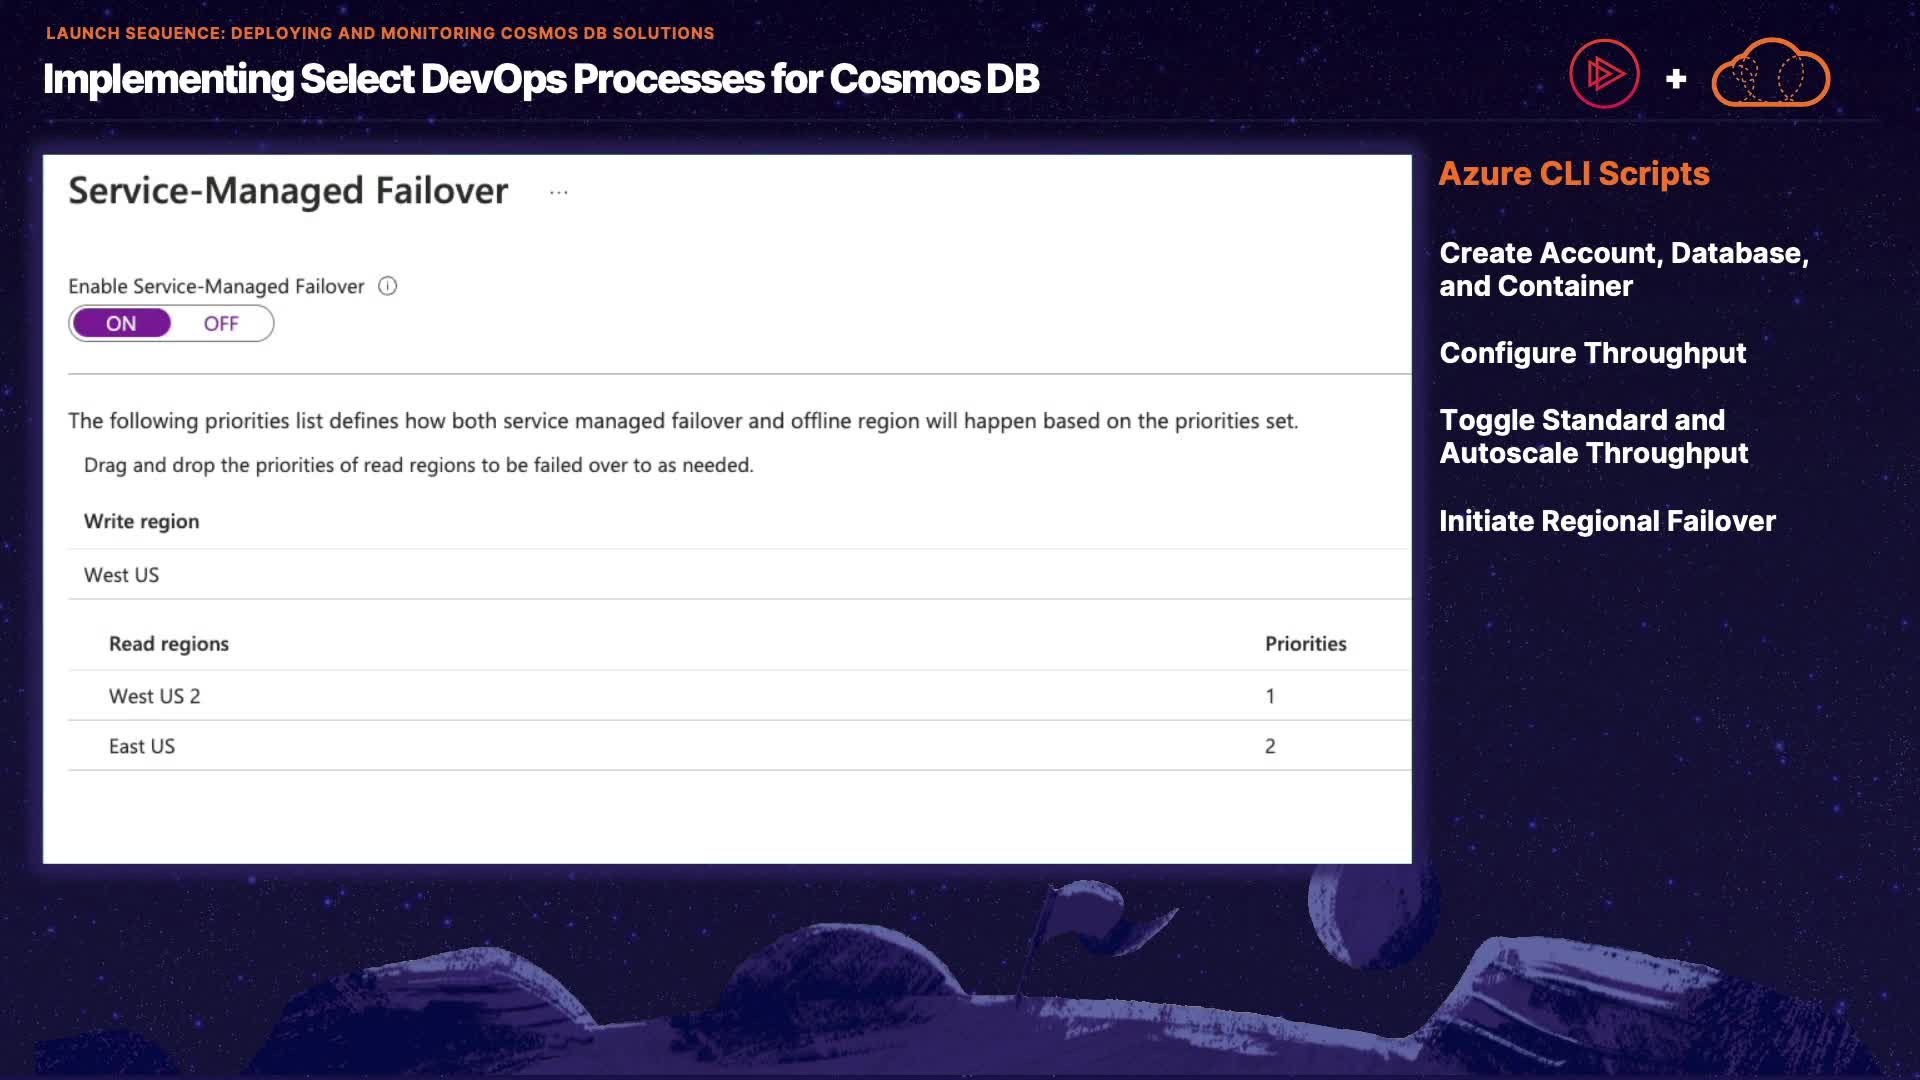 LAUNCH SEQUENCE: DEPLOYING AND MONITORING COSMOS DB SOLUTIONS
Implementing Select DevOps Processes for Cosmos DB
+
Service-Managed Failover ...
Enable Service-Managed Failover
ON OFF
The following priorities list defines how both service managed failover and offline region will happen based on the priorities set.
Drag and drop the priorities of read regions to be failed over to as needed.
Write region
West US
Read regions Priorities
West US 2 1
East US 2
Azure CLI Scripts
Create Account, Database,
and Container
Configure Throughput
Toggle Standard and
Autoscale Throughput
Initiate Regional Failover